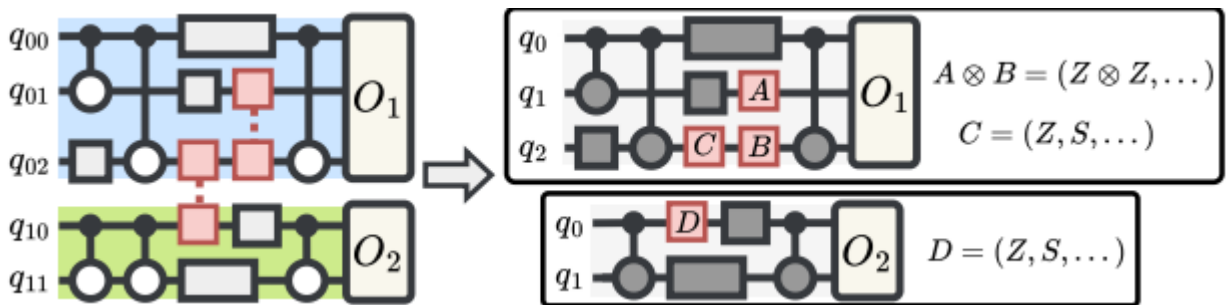 q₀₀
q₀₁
q₀₂
O₁
q₁₀
q₁₁
O₂
q₀
q₁
q₂
A
C
B
O₁
A ⊗ B = (Z ⊗ Z, . . . )
C = (Z, S, . . . )
q₀
q₁
D
O₂
D = (Z, S, . . . )